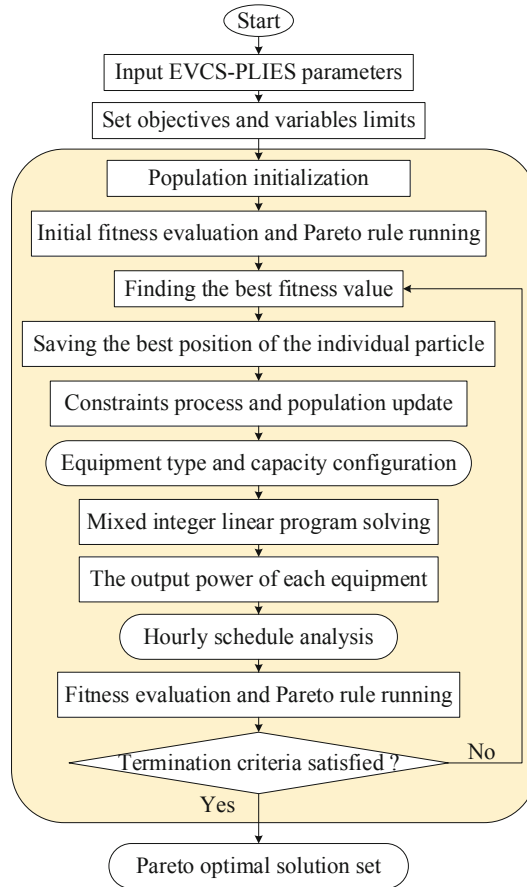 Start
Input EVCS-PLIES parameters
Set objectives and variables limits
Population initialization
Initial fitness evaluation and Pareto rule running
Finding the best fitness value
Saving the best position of the individual particle
Constraints process and population update
Equipment type and capacity configuration
Mixed integer linear program solving
The output power of each equipment
Hourly schedule analysis
Fitness evaluation and Pareto rule running
Termination criteria satisfied ?
No
Yes
Pareto optimal solution set